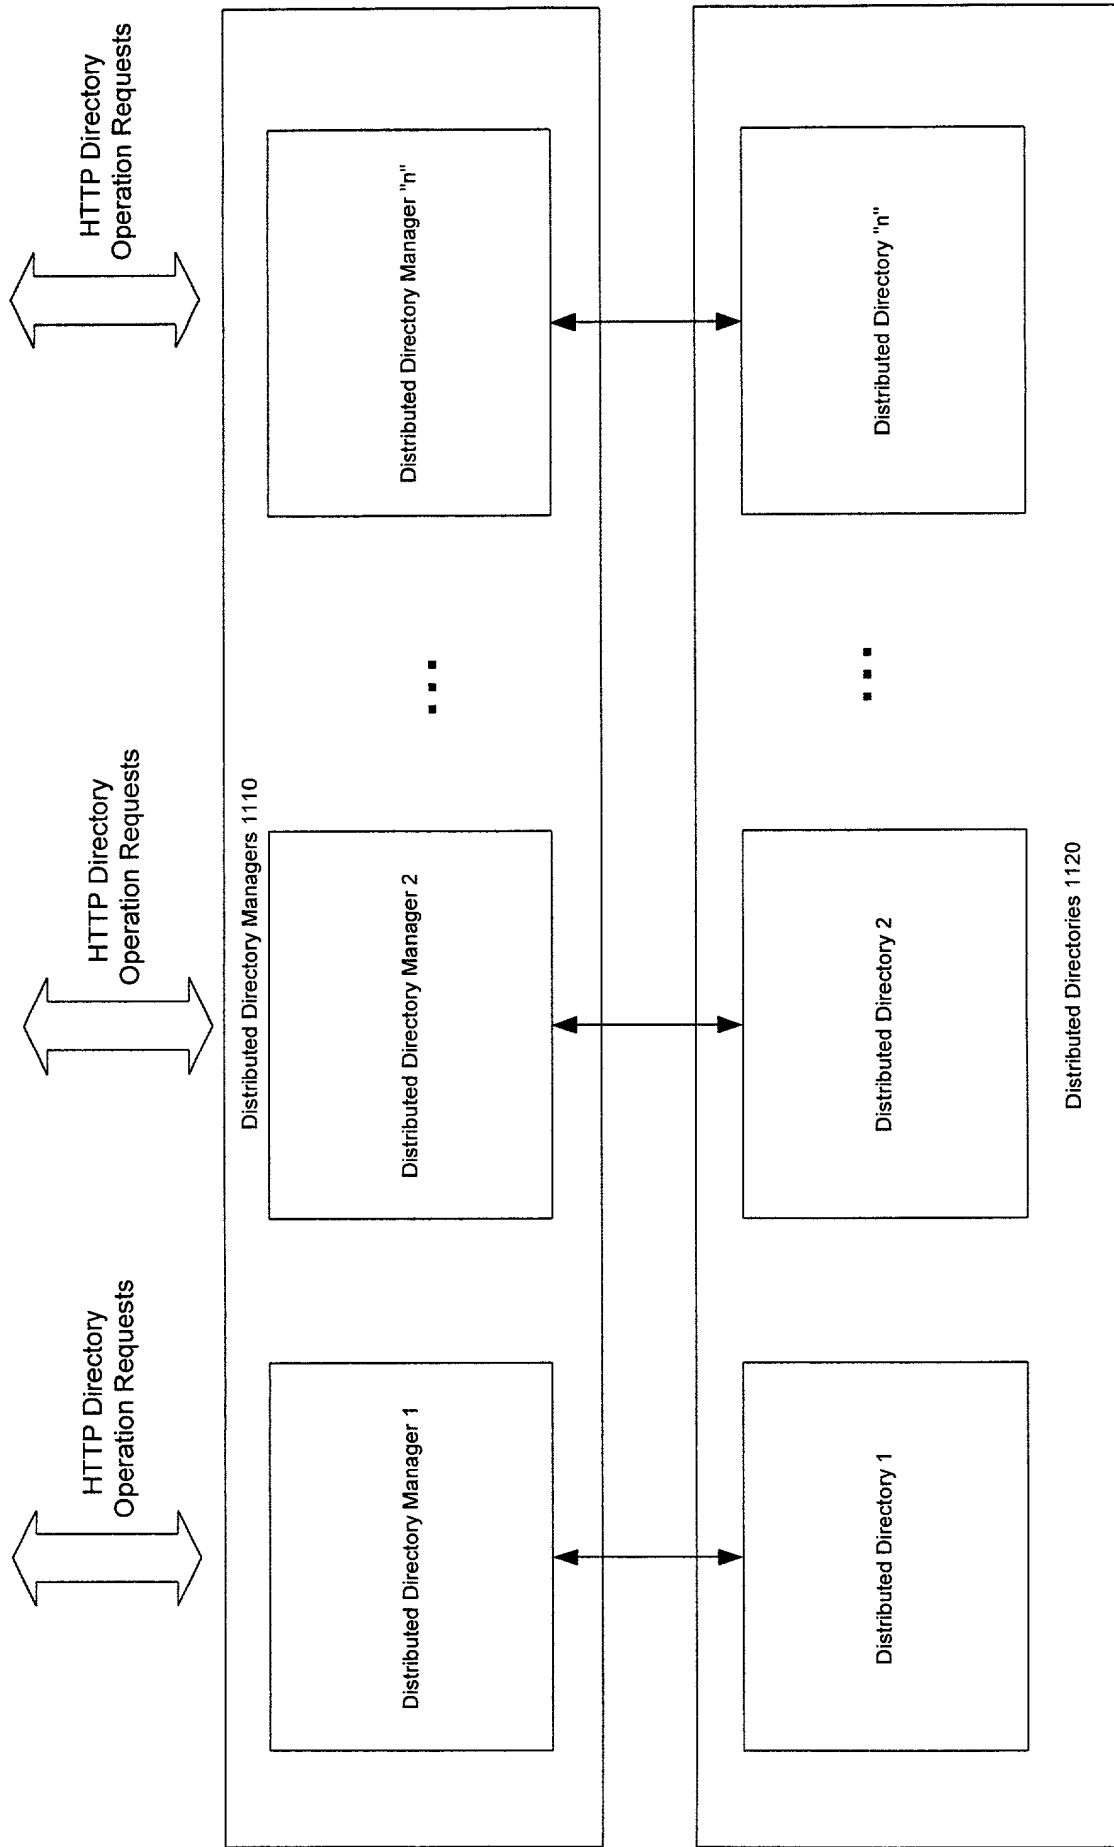 HTTP Directory
Operation Requests
HTTP Directory
Operation Requests
HTTP Directory
Operation Requests
Distributed Directory Managers 1110
Distributed Directory Manager 1
Distributed Directory Manager 2
...
Distributed Directory Manager "n"
Distributed Directory 1
Distributed Directory 2
...
Distributed Directory "n"
Distributed Directories 1120